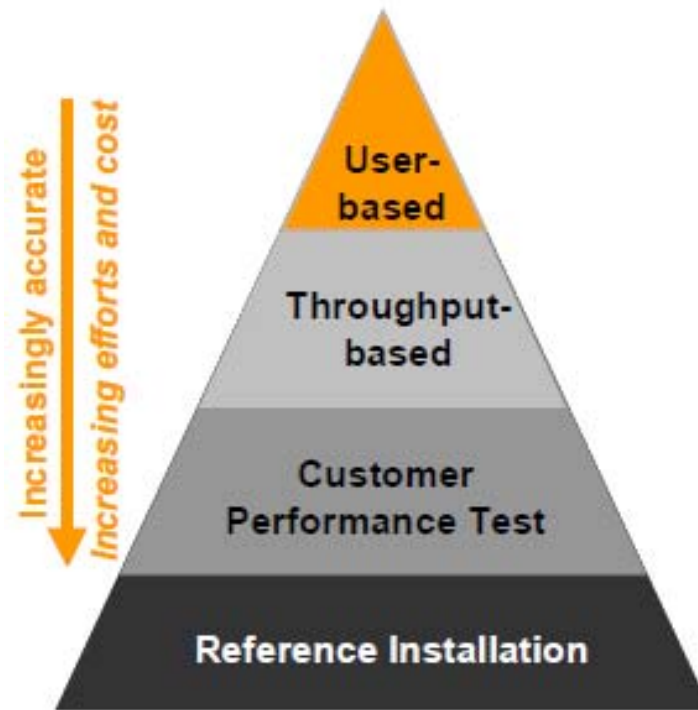 Increasingly accurate
Increasing efforts and cost
User-
based
Throughput-
based
Customer
Performance Test
Reference Installation